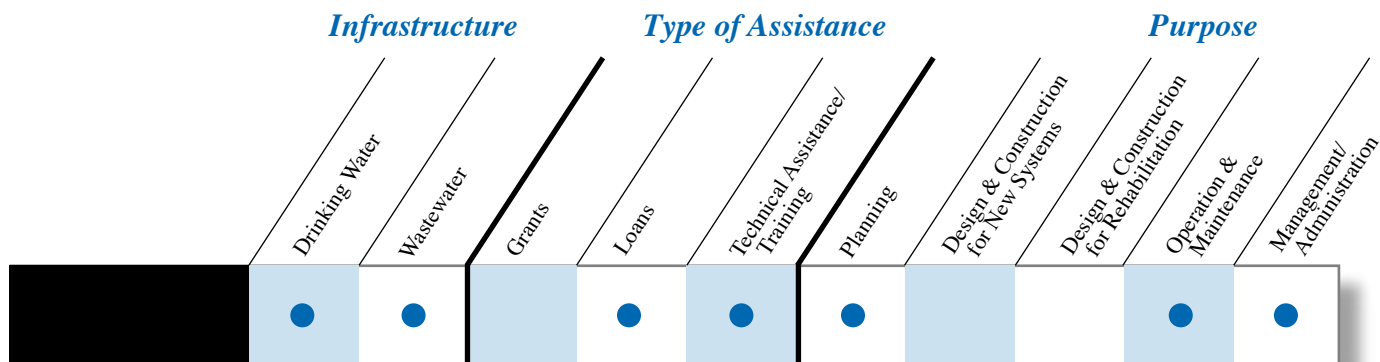 Infrastructure
Type of Assistance
Purpose
Drinking Water
Wastewater
Grants
Loans
Technical Assistance/
Training
Planning
Design & Construction
for New Systems
Design & Construction
for Rehabilitation
Operation &
Maintenance
Management/
Administration